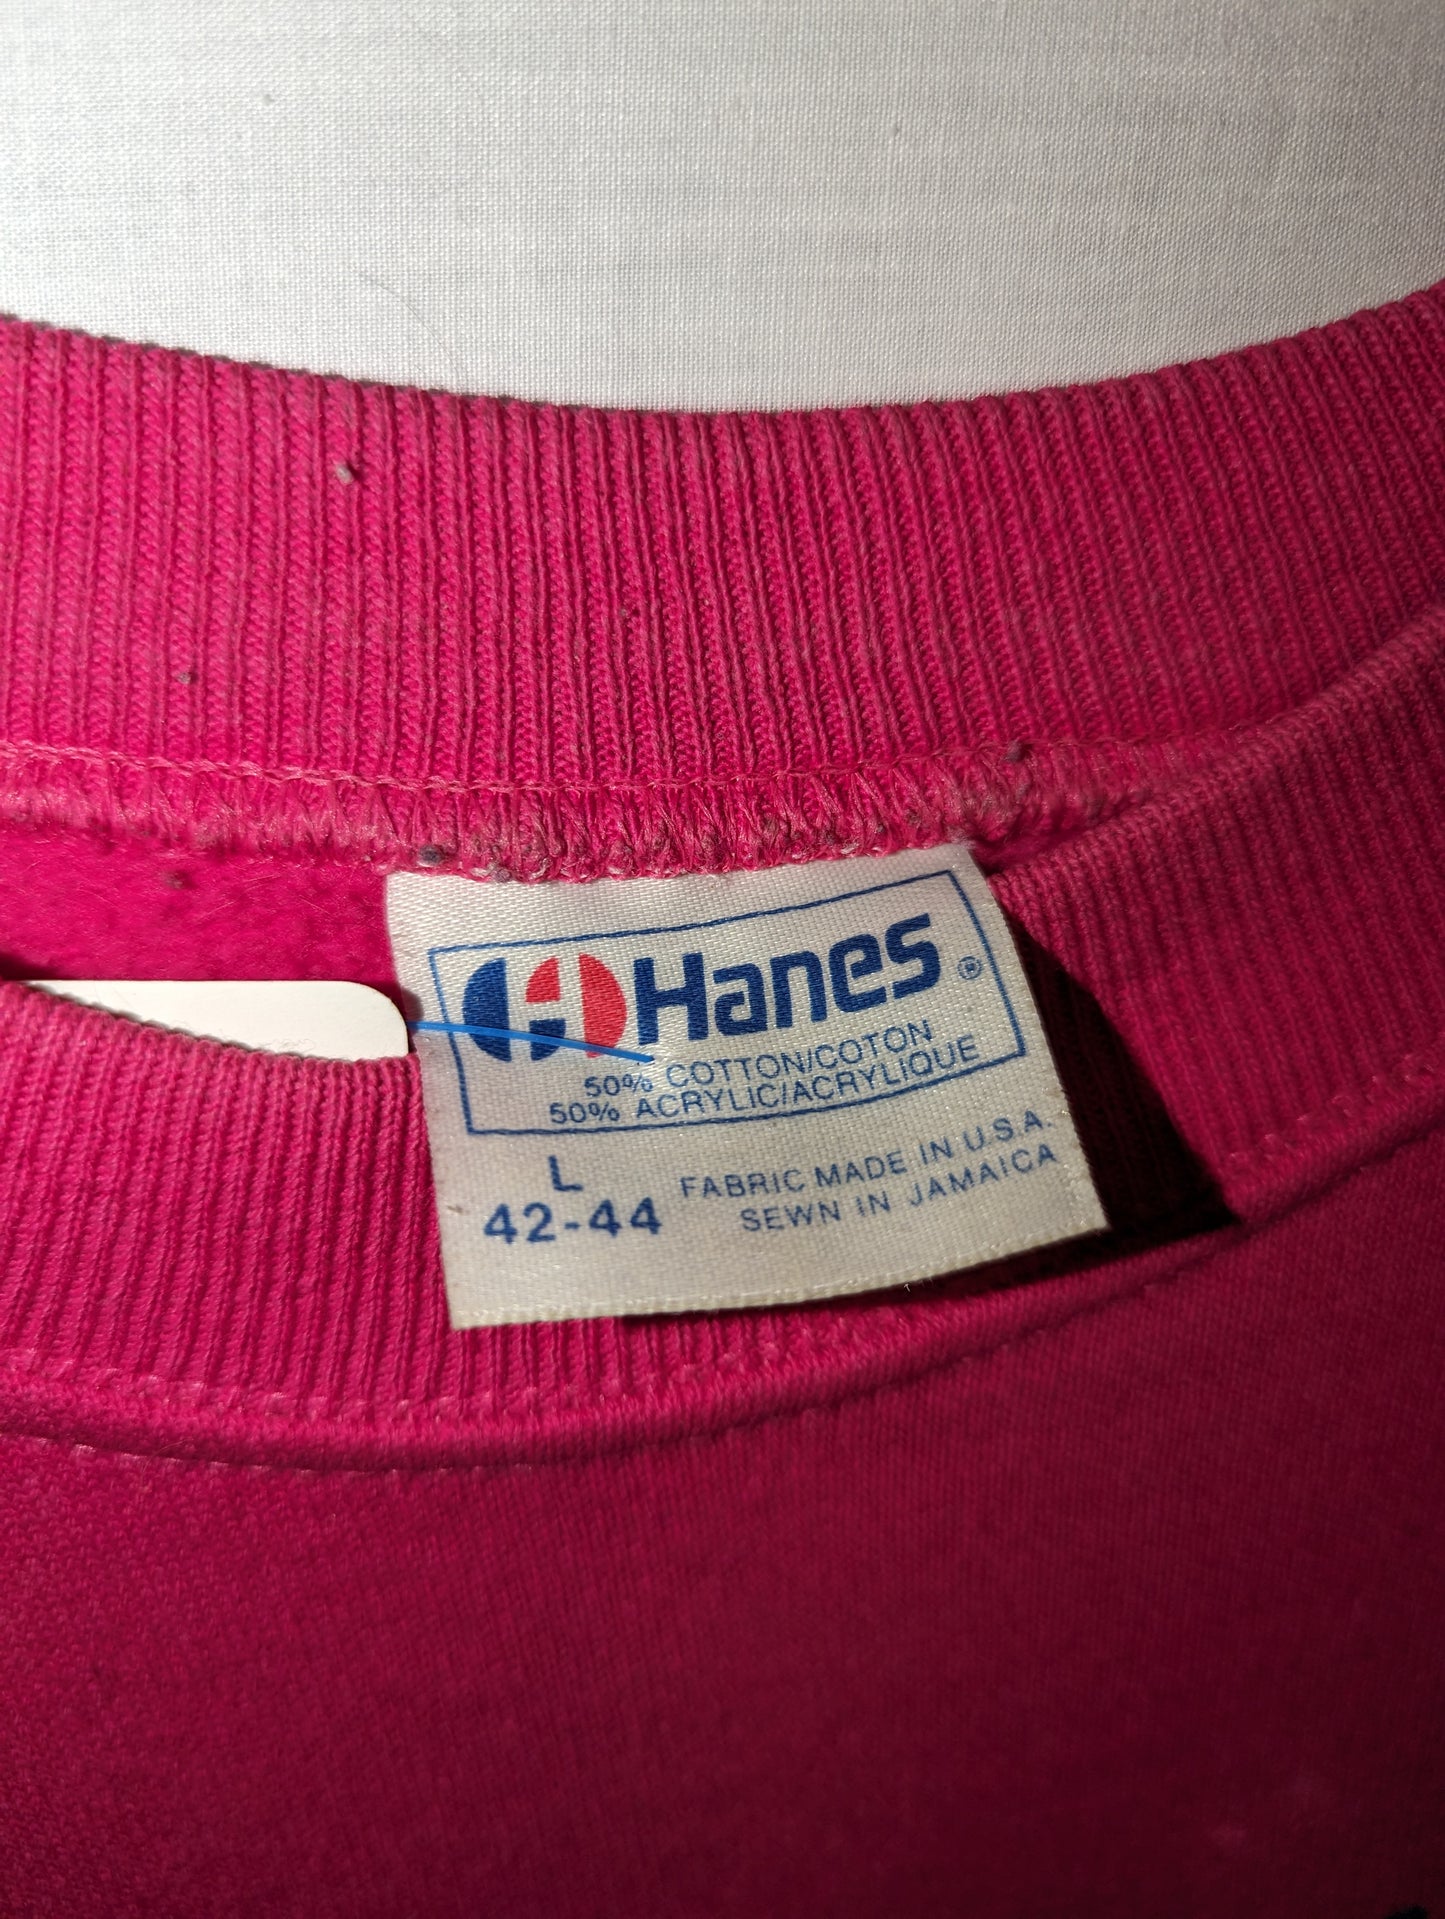 Hanes®
50% COTTON/COTON
50% ACRYLIC/ACRYLIQUE
L
42-44
FABRIC MADE IN U.S.A.
SEWN IN JAMAICA